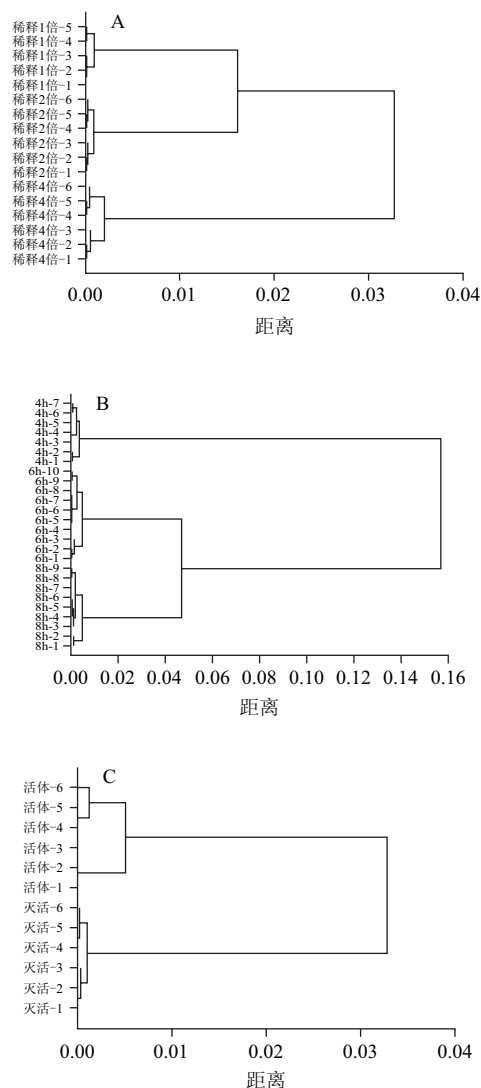 A
稀释1倍-5
稀释1倍-4
稀释1倍-3
稀释1倍-2
稀释1倍-1
稀释2倍-6
稀释2倍-5
稀释2倍-4
稀释2倍-3
稀释2倍-2
稀释2倍-1
稀释4倍-6
稀释4倍-5
稀释4倍-4
稀释4倍-3
稀释4倍-2
稀释4倍-1
0.00 0.01 0.02 0.03 0.04
距离
B
4h-7
4h-6
4h-5
4h-4
4h-3
4h-2
4h-1
6h-10
6h-9
6h-8
6h-7
6h-6
6h-5
6h-4
6h-3
6h-2
6h-1
8h-9
8h-8
8h-7
8h-6
8h-5
8h-4
8h-3
8h-2
8h-1
0.00 0.02 0.04 0.06 0.08 0.10 0.12 0.14 0.16
距离
C
活体-6
活体-5
活体-4
活体-3
活体-2
活体-1
灭活-6
灭活-5
灭活-4
灭活-3
灭活-2
灭活-1
0.00 0.01 0.02 0.03 0.04
距离